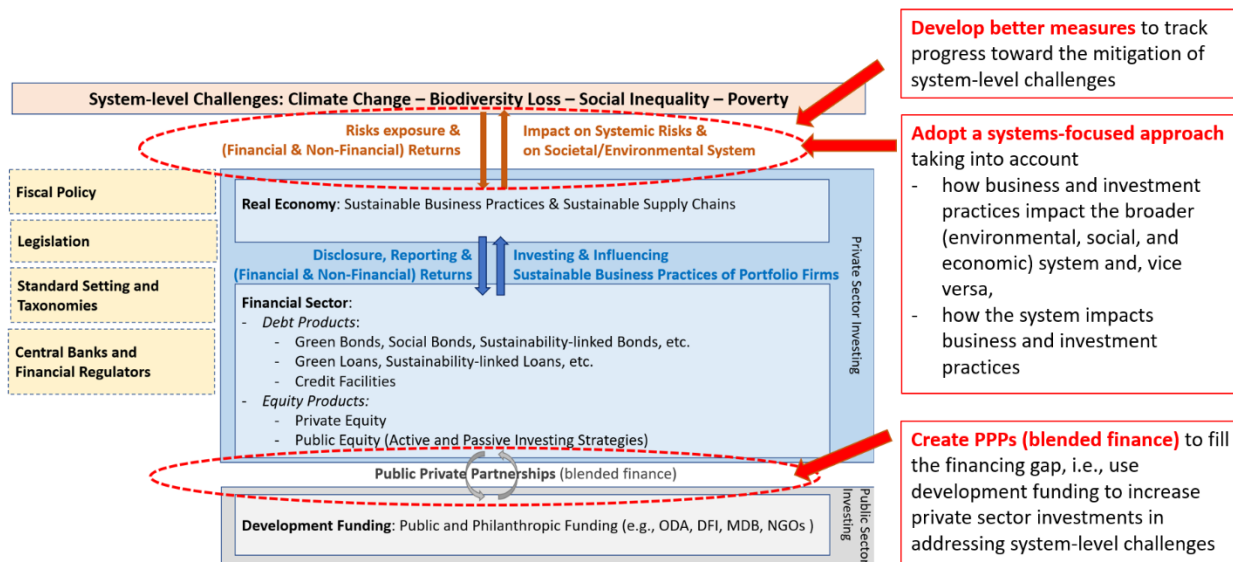 System-level Challenges: Climate Change – Biodiversity Loss – Social Inequality – Poverty
Risks exposure &
(Financial & Non-Financial) Returns
Impact on Systemic Risks &
on Societal/Environmental System
Fiscal Policy
Legislation
Standard Setting and
Taxonomies
Central Banks and
Financial Regulators
Real Economy: Sustainable Business Practices & Sustainable Supply Chains
Disclosure, Reporting &
(Financial & Non-Financial) Returns
Investing & Influencing
Sustainable Business Practices of Portfolio Firms
Financial Sector:
- Debt Products:
- Green Bonds, Social Bonds, Sustainability-linked Bonds, etc.
- Green Loans, Sustainability-linked Loans, etc.
- Credit Facilities
- Equity Products:
- Private Equity
- Public Equity (Active and Passive Investing Strategies)
Private Sector Investing
Public Private Partnerships (blended finance)
Development Funding: Public and Philanthropic Funding (e.g., ODA, DFI, MDB, NGOs )
Public Sector
Investing
Develop better measures to track
progress toward the mitigation of
system-level challenges
Adopt a systems-focused approach
taking into account
- how business and investment
practices impact the broader
(environmental, social, and
economic) system and, vice
versa,
- how the system impacts
business and investment
practices
Create PPPs (blended finance) to fill
the financing gap, i.e., use
development funding to increase
private sector investments in
addressing system-level challenges